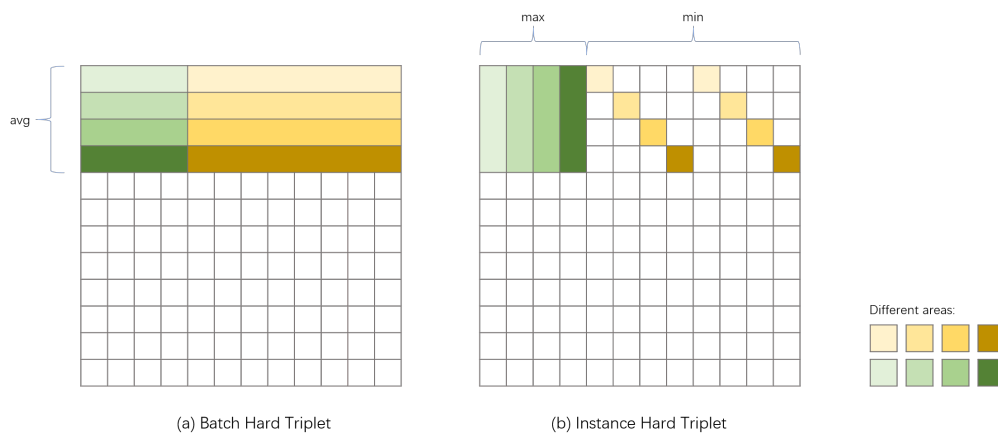 max
min
avg
Different areas:
(a) Batch Hard Triplet
(b) Instance Hard Triplet